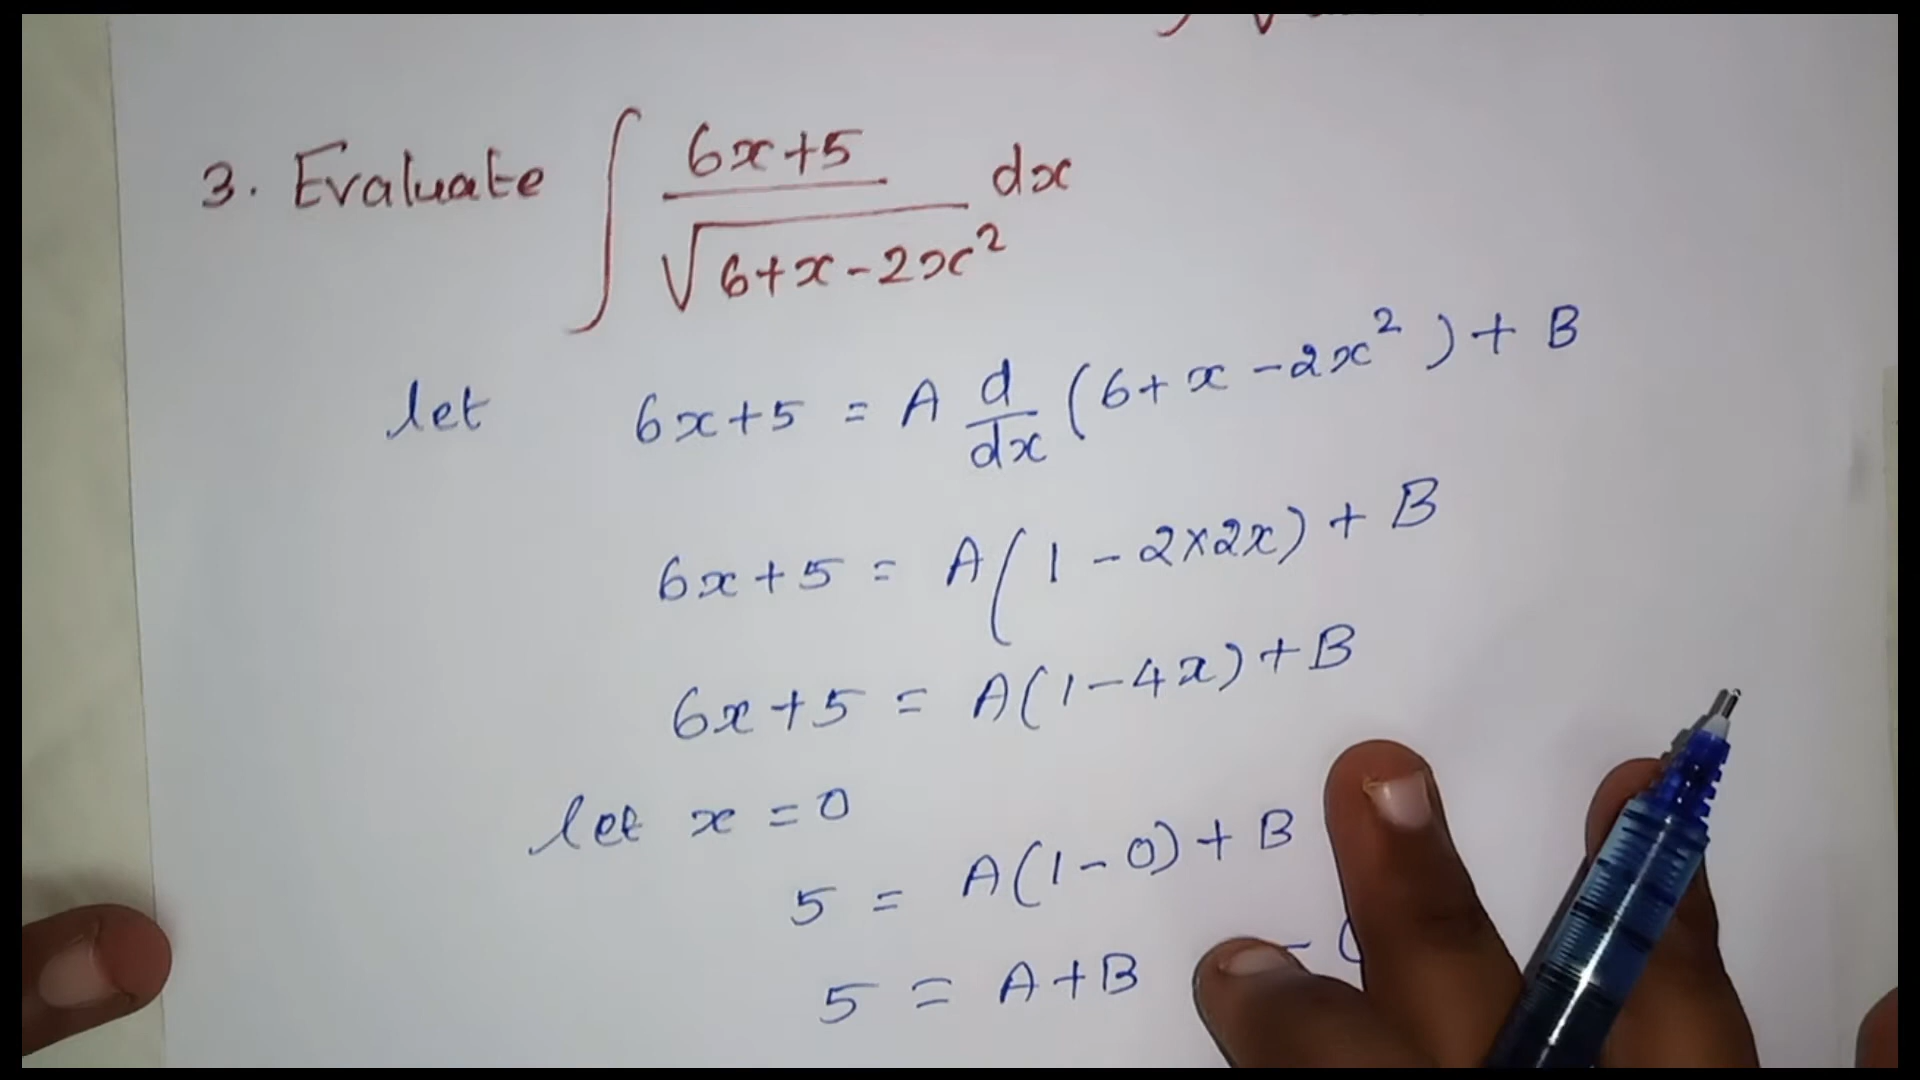 3. Evaluate ∫ (6x+5)/√(6+x-2x²) dx
let 6x+5 = A d/dx (6+x-2x²)+B
6x+5 = A(1-2×2x)+B
6x+5 = A(1-4x)+B
let x=0
5 = A(1-0)+B
5 = A+B